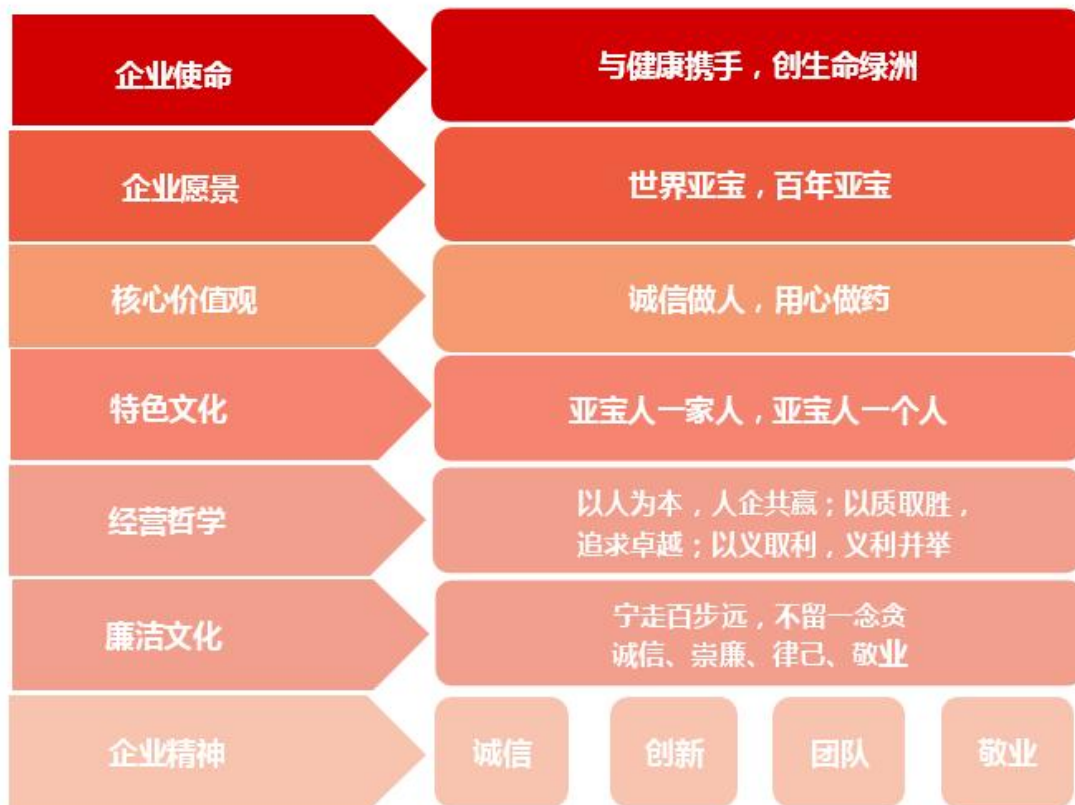 企业使命
与健康携手，创生命绿洲
企业愿景
世界亚宝，百年亚宝
核心价值观
诚信做人，用心做药
特色文化
亚宝人一家人，亚宝人一个人
经营哲学
以人为本，人企共赢；以质取胜，
追求卓越；以义取利，义利并举
廉洁文化
宁走百步远，不留一念贪
诚信、崇廉、律己、敬业
企业精神
诚信
创新
团队
敬业